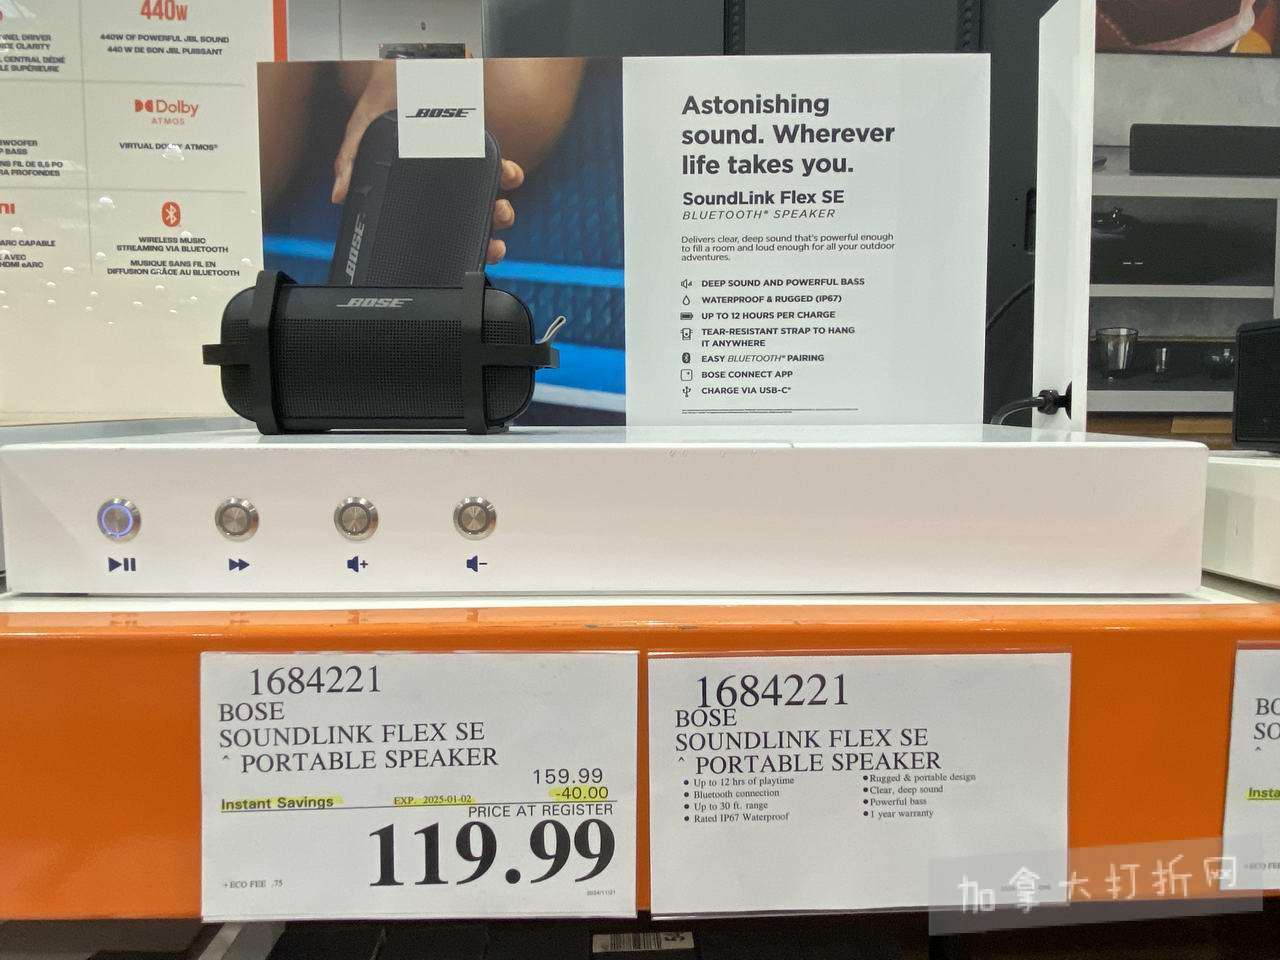 440w
440W OF POWERFUL JBL SOUND
440 W DE SON JBL PUISSANT
Dolby
ATMOS
VIRTUAL DOLBY ATMOS®
WIRELESS MUSIC
STREAMING VIA BLUETOOTH
MUSIQUE SANS FIL EN
DIFFUSION GRÂCE AU BLUETOOTH
ARC CAPABLE
BOSE
BOSE
BOSE
Astonishing
sound. Wherever
life takes you.
SoundLink Flex SE
BLUETOOTH® SPEAKER
Delivers clear, deep sound that's powerful enough
to fill a room and loud enough for all your outdoor
adventures.
DEEP SOUND AND POWERFUL BASS
WATERPROOF & RUGGED (IP67)
UP TO 12 HOURS PER CHARGE
TEAR-RESISTANT STRAP TO HANG
IT ANYWHERE
EASY BLUETOOTH® PAIRING
BOSE CONNECT APP
CHARGE VIA USB-C®
1684221
BOSE
SOUNDLINK FLEX SE
^ PORTABLE SPEAKER
159.99
Instant Savings EXP. 2025-01-02 -40.00
PRICE AT REGISTER
119.99
+ECO FEE .75
2024/11/21
1684221
BOSE
SOUNDLINK FLEX SE
^ PORTABLE SPEAKER
• Up to 12 hrs of playtime
• Bluetooth connection
• Up to 30 ft. range
• Rated IP67 Waterproof
• Rugged & portable design
• Clear, deep sound
• Powerful bass
• 1 year warranty
加拿大打折网